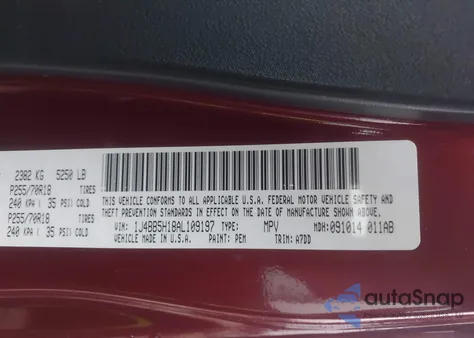 2382 KG 5250 LB
P255/70R18 TIRES
240 KPA ( 35 PSI) COLD
P255/70R18 TIRES
240 KPA ( 35 PSI) COLD
THIS VEHICLE CONFORMS TO ALL APPLICABLE U.S.A. FEDERAL MOTOR VEHICLE SAFETY AND
THEFT PREVENTION STANDARDS IN EFFECT ON THE DATE OF MANUFACTURE SHOWN ABOVE.
VEHICLE MADE IN U.S.A.
VIN: 1J4BB5H18AL109197 TYPE: MPV MDH: 091014 011AB
PAINT: PEM TRIM: A7DD
autoSnap